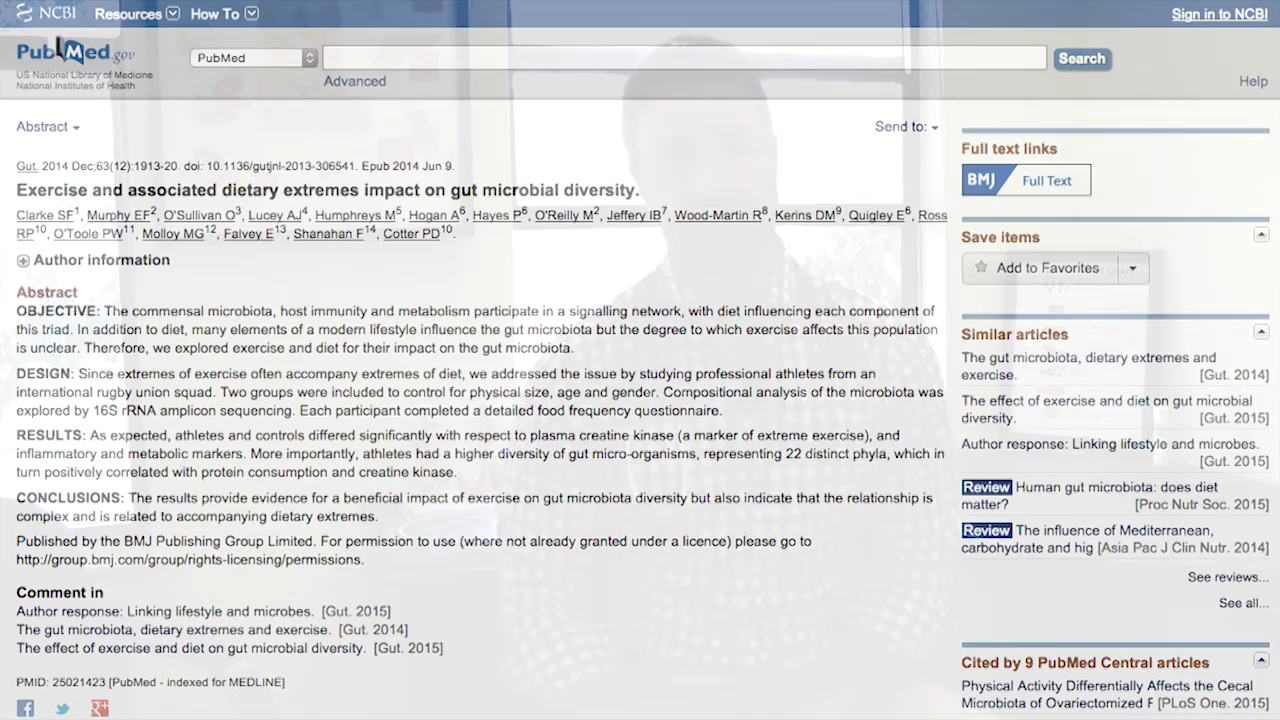 NCBI Resources How To Sign in to NCBI
PubMed.gov
US National Library of Medicine
National Institutes of Health
PubMed
Search
Advanced
Help
Abstract
Send to:
Gut. 2014 Dec;63(12):1913-20. doi: 10.1136/gutjnl-2013-306541. Epub 2014 Jun 9.
Exercise and associated dietary extremes impact on gut microbial diversity.
Clarke SF1, Murphy EF2, O'Sullivan O3, Lucey AJ4, Humphreys M5, Hogan A6, Hayes P6, O'Reilly M2, Jeffery IB7, Wood-Martin R8, Kerins DM9, Quigley E6, Ross
RP10, O'Toole PW11, Molloy MG12, Falvey E13, Shanahan F14, Cotter PD10.
Author information
Abstract
OBJECTIVE: The commensal microbiota, host immunity and metabolism participate in a signalling network, with diet influencing each component of
this triad. In addition to diet, many elements of a modern lifestyle influence the gut microbiota but the degree to which exercise affects this population
is unclear. Therefore, we explored exercise and diet for their impact on the gut microbiota.
DESIGN: Since extremes of exercise often accompany extremes of diet, we addressed the issue by studying professional athletes from an
international rugby union squad. Two groups were included to control for physical size, age and gender. Compositional analysis of the microbiota was
explored by 16S rRNA amplicon sequencing. Each participant completed a detailed food frequency questionnaire.
RESULTS: As expected, athletes and controls differed significantly with respect to plasma creatine kinase (a marker of extreme exercise), and
inflammatory and metabolic markers. More importantly, athletes had a higher diversity of gut micro-organisms, representing 22 distinct phyla, which in
turn positively correlated with protein consumption and creatine kinase.
CONCLUSIONS: The results provide evidence for a beneficial impact of exercise on gut microbiota diversity but also indicate that the relationship is
complex and is related to accompanying dietary extremes.
Published by the BMJ Publishing Group Limited. For permission to use (where not already granted under a licence) please go to
http://group.bmj.com/group/rights-licensing/permissions.
Comment in
Author response: Linking lifestyle and microbes. [Gut. 2015]
The gut microbiota, dietary extremes and exercise. [Gut. 2014]
The effect of exercise and diet on gut microbial diversity. [Gut. 2015]
PMID: 25021423 [PubMed - indexed for MEDLINE]
Full text links
BMJ Full Text
Save items
Add to Favorites
Similar articles
The gut microbiota, dietary extremes and
exercise. [Gut. 2014]
The effect of exercise and diet on gut microbial
diversity. [Gut. 2015]
Author response: Linking lifestyle and microbes.
[Gut. 2015]
Review Human gut microbiota: does diet
matter? [Proc Nutr Soc. 2015]
Review The influence of Mediterranean,
carbohydrate and hig [Asia Pac J Clin Nutr. 2014]
See reviews...
See all...
Cited by 9 PubMed Central articles
Physical Activity Differentially Affects the Cecal
Microbiota of Ovariectomized F [PLoS One. 2015]